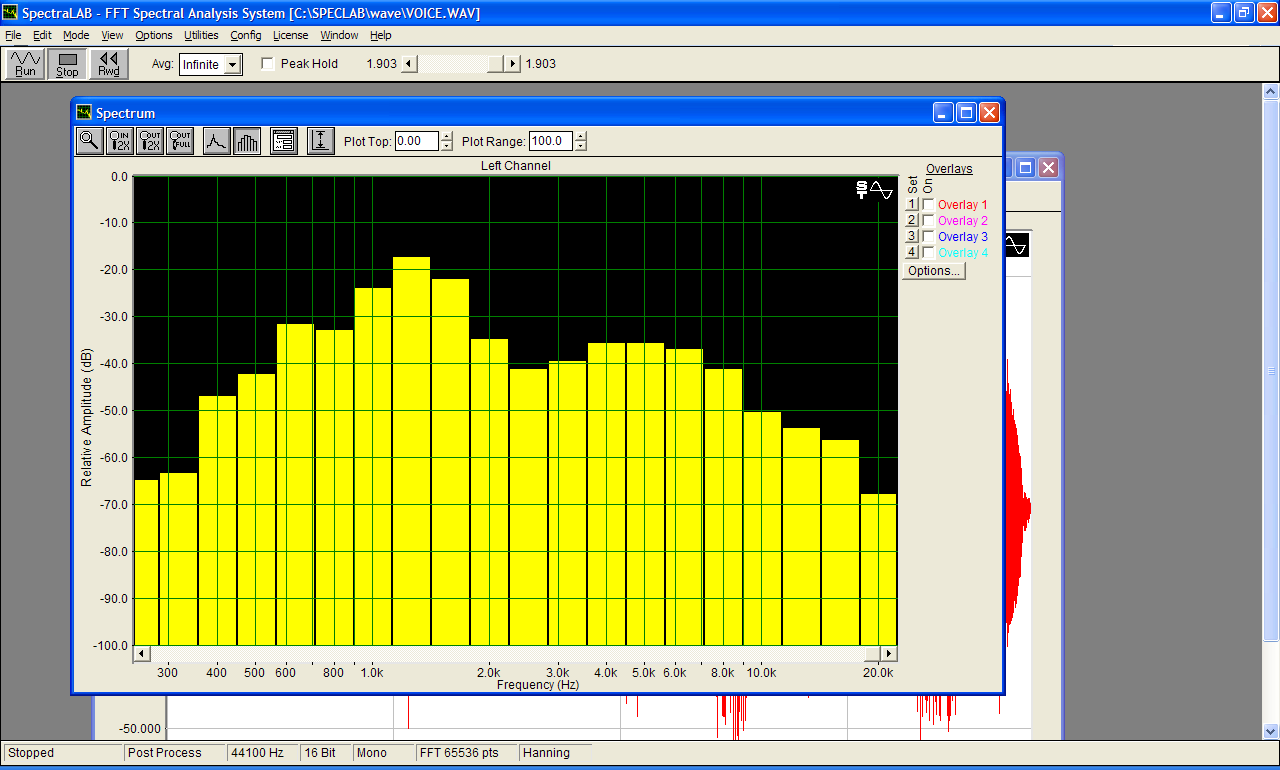 SpectraLAB - FFT Spectral Analysis System [C:\SPECLAB\wave\VOICE.WAV]
File Edit Mode View Options Utilities Config License Window Help
Run Stop Rwd Avg: Infinite Peak Hold 1.903 1.903
Spectrum
IN 2X OUT 2X OUT FULL Plot Top: 0.00 Plot Range: 100.0
Left Channel
Overlays
Set On
1 Overlay 1
2 Overlay 2
3 Overlay 3
4 Overlay 4
Options...
S T
Relative Amplitude (dB)
0.0
-10.0
-20.0
-30.0
-40.0
-50.0
-60.0
-70.0
-80.0
-90.0
-100.0
300 400 500 600 800 1.0k 2.0k 3.0k 4.0k 5.0k 6.0k 8.0k 10.0k 20.0k
Frequency (Hz)
-50.000
Stopped Post Process 44100 Hz 16 Bit Mono FFT 65536 pts Hanning